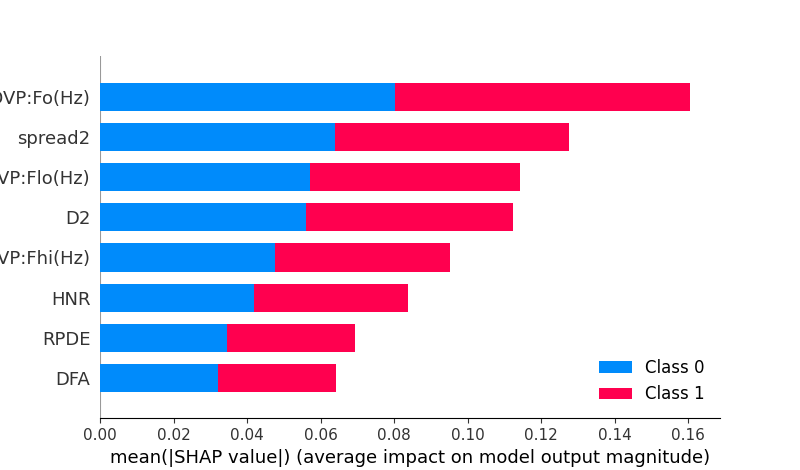 VP:Fo(Hz)
spread2
VP:Flo(Hz)
D2
VP:Fhi(Hz)
HNR
RPDE
DFA
Class 0
Class 1
0.00 0.02 0.04 0.06 0.08 0.10 0.12 0.14 0.16
mean(|SHAP value|) (average impact on model output magnitude)